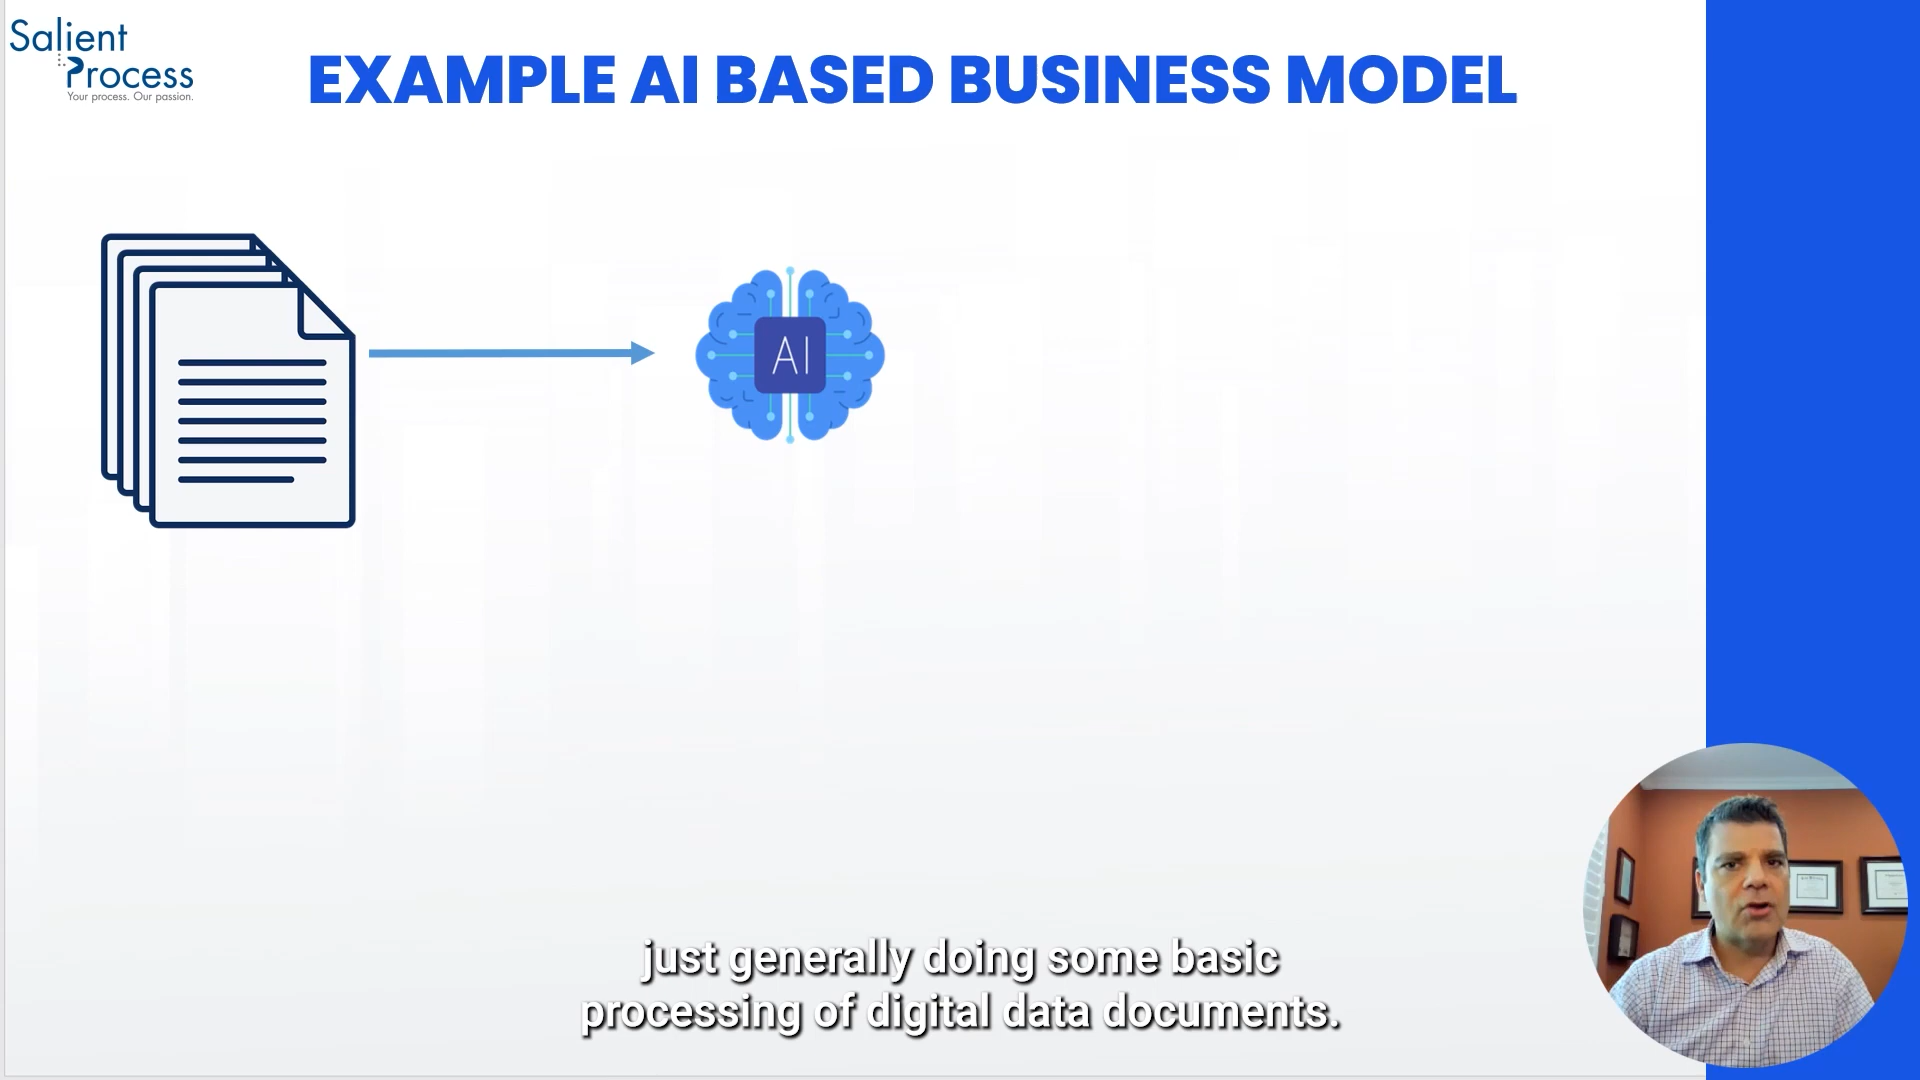 Salient
Process
Your process. Our passion.
EXAMPLE AI BASED BUSINESS MODEL
AI
just generally doing some basic
processing of digital data documents.